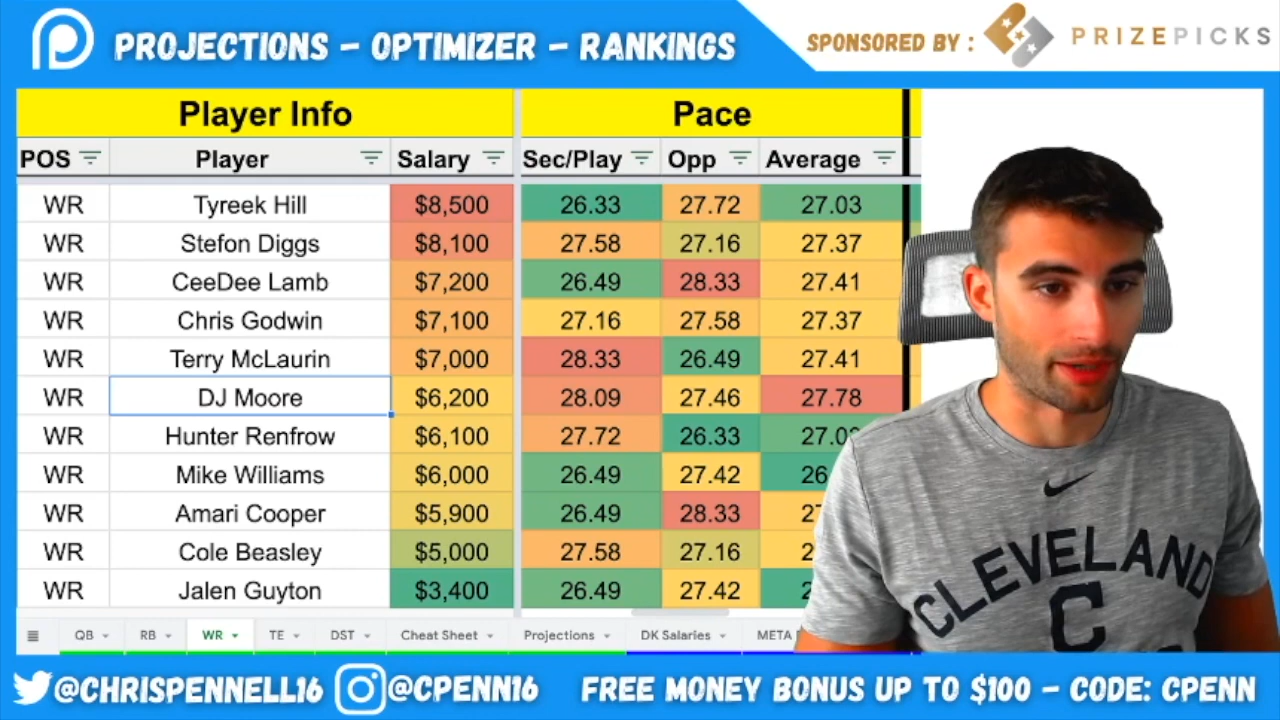 PROJECTIONS - OPTIMIZER - RANKINGS
SPONSORED BY : PRIZEPICKS
Player Info Pace
POS Player Salary Sec/Play Opp Average
WR Tyreek Hill $8,500 26.33 27.72 27.03
WR Stefon Diggs $8,100 27.58 27.16 27.37
WR CeeDee Lamb $7,200 26.49 28.33 27.41
WR Chris Godwin $7,100 27.16 27.58 27.37
WR Terry McLaurin $7,000 28.33 26.49 27.41
WR DJ Moore $6,200 28.09 27.46 27.78
WR Hunter Renfrow $6,100 27.72 26.33 27.0
WR Mike Williams $6,000 26.49 27.42 26
WR Amari Cooper $5,900 26.49 28.33 27
WR Cole Beasley $5,000 27.58 27.16 2
WR Jalen Guyton $3,400 26.49 27.42 2
CLEVELAND
C
QB RB WR TE DST Cheat Sheet Projections DK Salaries META
@CHRISPENNELL16 @CPENN16 FREE MONEY BONUS UP TO $100 - CODE: CPENN